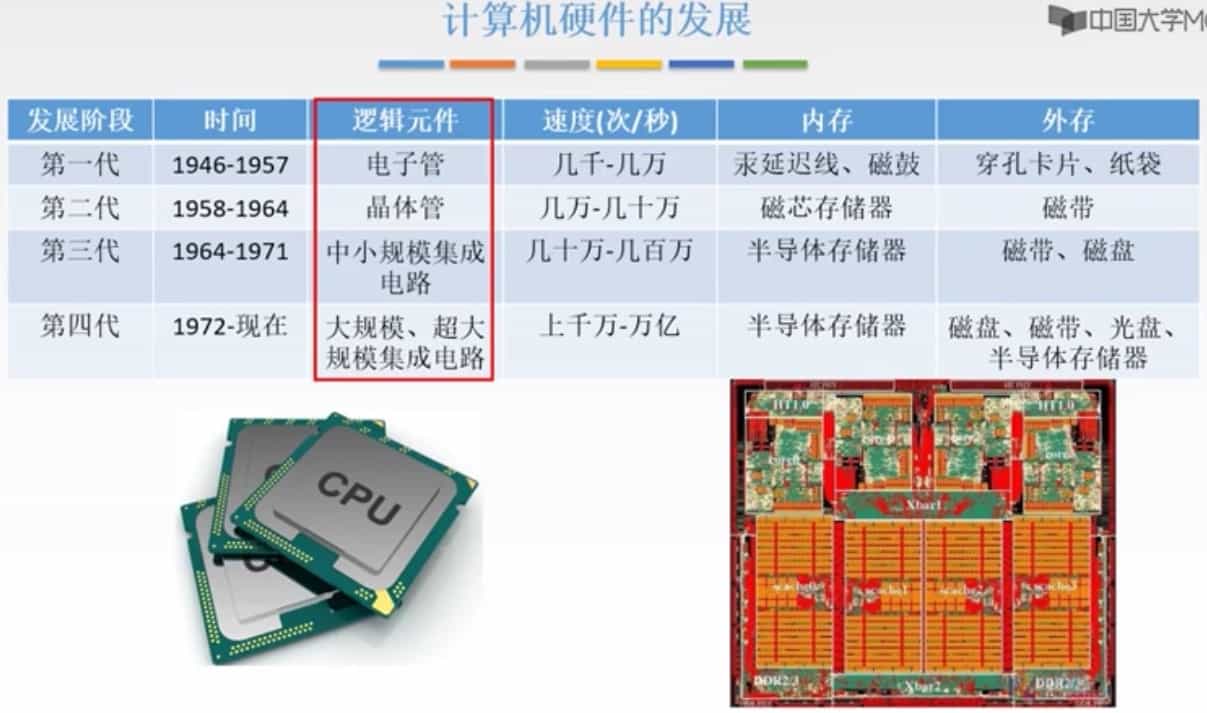 计算机硬件的发展
中国大学M
发展阶段 时间 逻辑元件 速度(次/秒) 内存 外存
第一代 1946-1957 电子管 几千-几万 汞延迟线、磁鼓 穿孔卡片、纸袋
第二代 1958-1964 晶体管 几万-几十万 磁芯存储器 磁带
第三代 1964-1971 中小规模集成 几十万-几百万 半导体存储器 磁带、磁盘
电路
第四代 1972-现在 大规模、超大 上千万-万亿 半导体存储器 磁盘、磁带、光盘、
规模集成电路 半导体存储器
CPU
HT1.0 HT1.0
Xbar1
scache1 scache2 scache3
DDR2/3
Xbar2